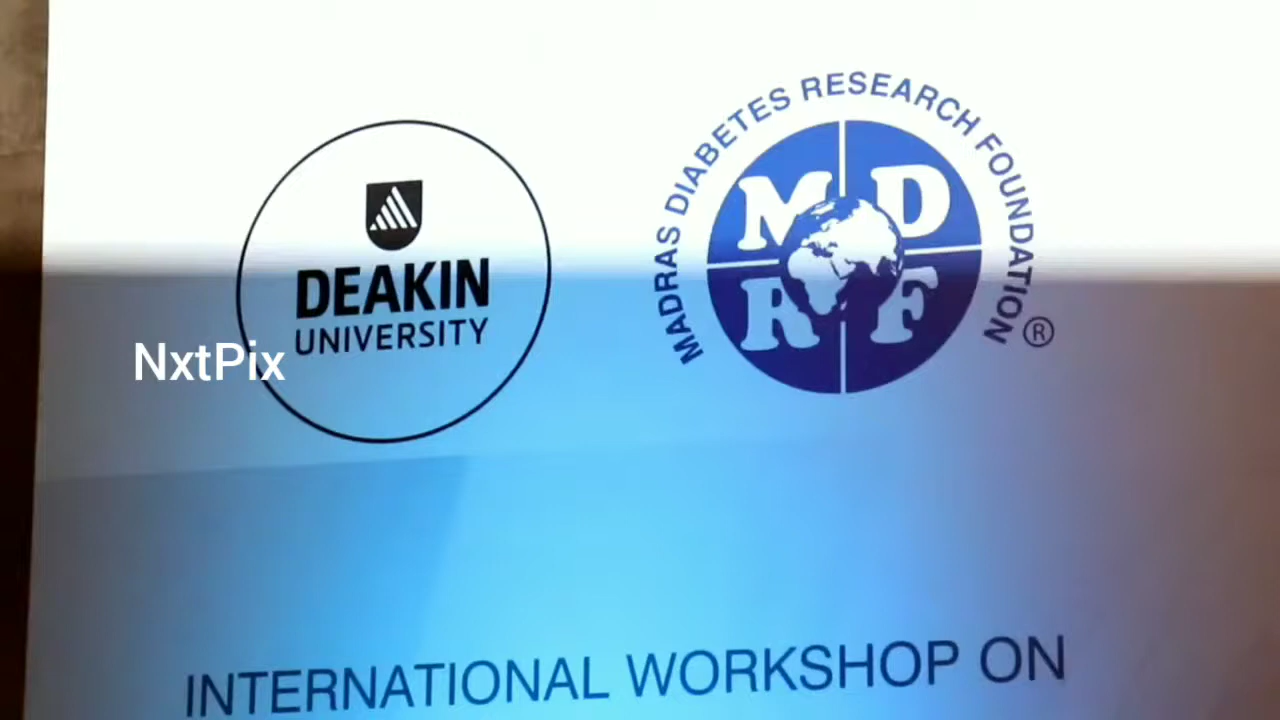 DEAKIN
UNIVERSITY
MADRAS DIABETES RESEARCH FOUNDATION
®
M D
R F
NxtPix
INTERNATIONAL WORKSHOP ON